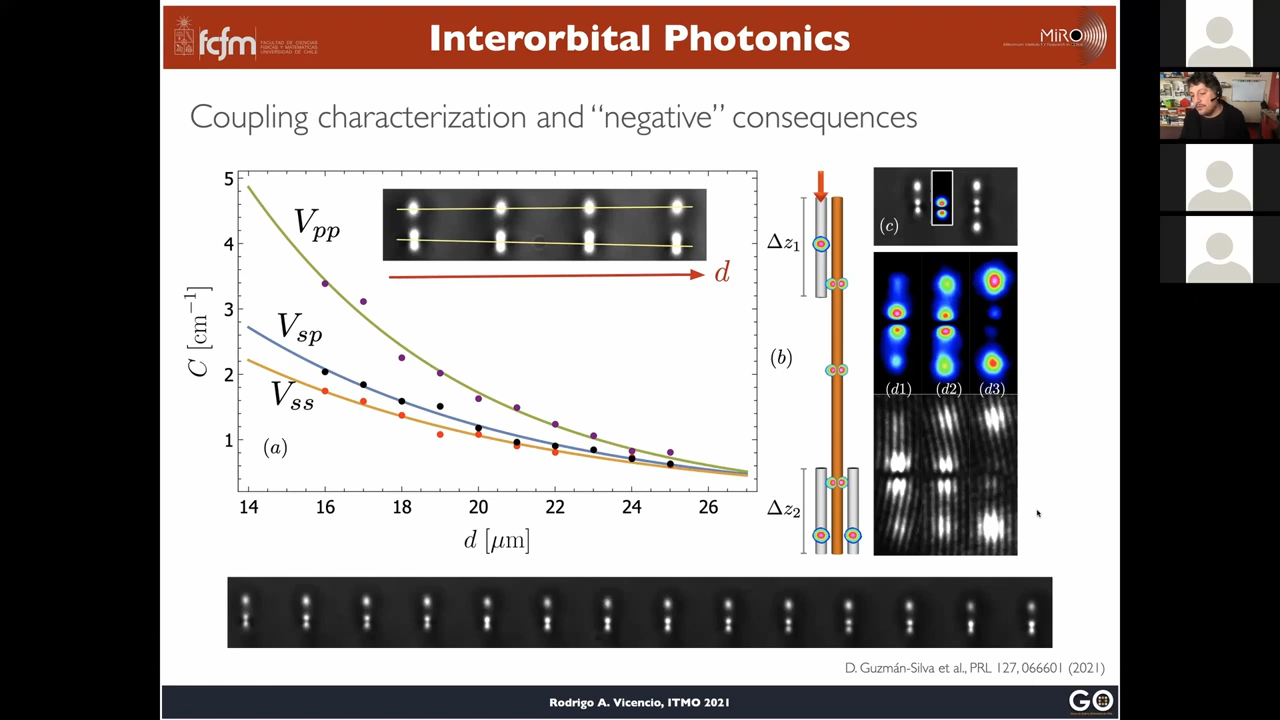 fcfm
FACULTAD DE CIENCIAS
FÍSICAS Y MATEMÁTICAS
UNIVERSIDAD DE CHILE
Interorbital Photonics
MiRO
Coupling characterization and “negative” consequences
C [cm⁻¹]
5
4
3
2
1
V_pp
V_sp
V_ss
(a)
d
14 16 18 20 22 24 26
d [μm]
Δz₁
(b)
Δz₂
(c)
(d1) (d2) (d3)
D. Guzmán-Silva et al., PRL 127, 066601 (2021)
Rodrigo A. Vicencio, ITMO 2021
GO